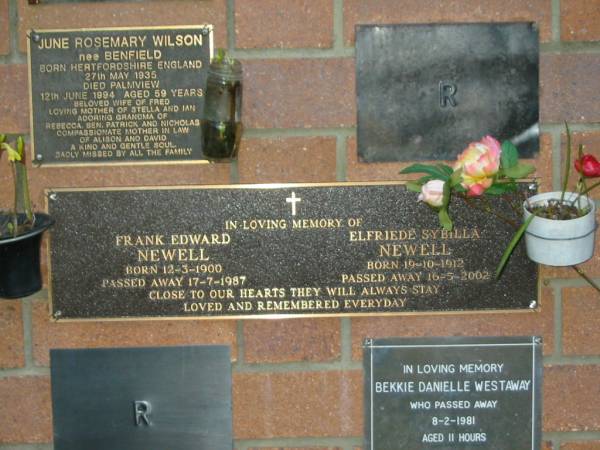 JUNE ROSEMARY WILSON
nee BENFIELD
BORN HERTFORDSHIRE ENGLAND
27th MAY 1935
DIED PALMVIEW
12th JUNE 1994 AGED 59 YEARS
BELOVED WIFE OF FRED
LOVING MOTHER OF STELLA AND IAN
ADORING GRANDMA OF
REBECCA, BEN, PATRICK AND NICHOLAS
COMPASSIONATE MOTHER IN LAW
OF ALISON AND DAVID
A KIND AND GENTLE SOUL
SADLY MISSED BY ALL THE FAMILY
R
IN LOVING MEMORY OF
FRANK EDWARD
NEWELL
BORN 12-3-1900
PASSED AWAY 17-7-1987
ELFRIEDE SYBILLA
NEWELL
BORN 19-10-1912
PASSED AWAY 16-5-2002
CLOSE TO OUR HEARTS THEY WILL ALWAYS STAY
LOVED AND REMEMBERED EVERYDAY
R
IN LOVING MEMORY
BEKKIE DANIELLE WESTAWAY
WHO PASSED AWAY
8-2-1981
AGED 11 HOURS